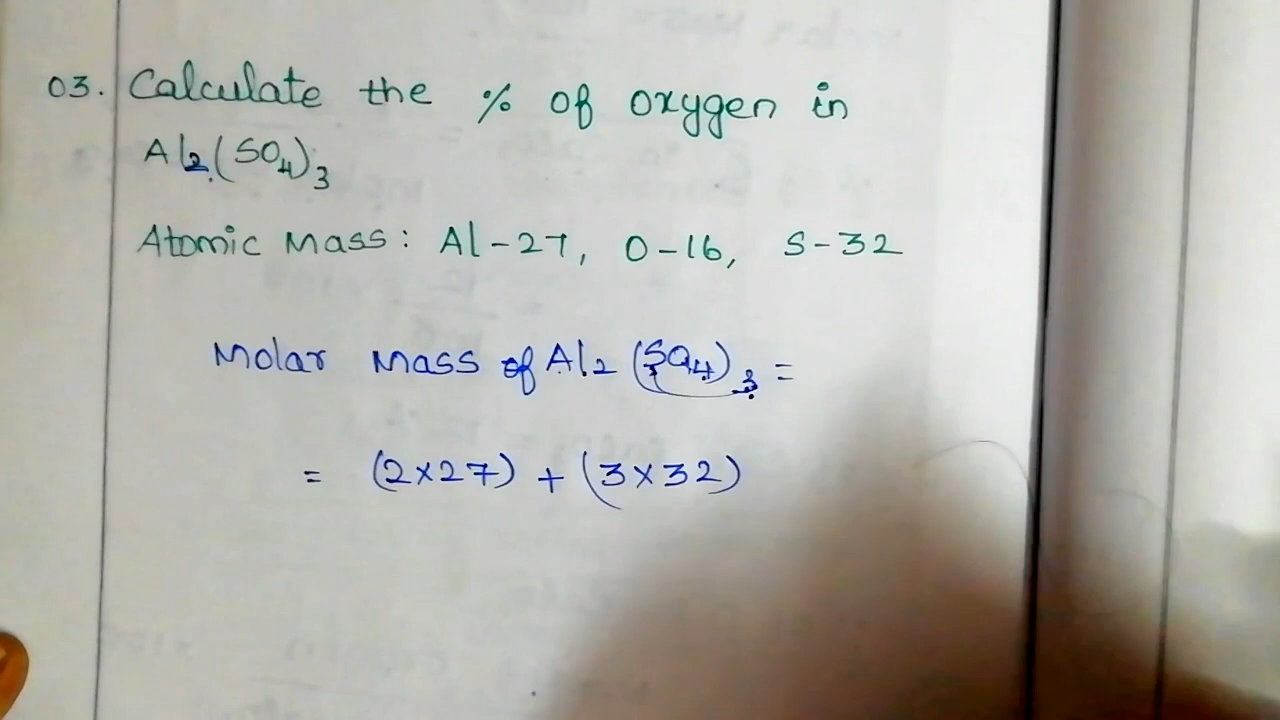 03. Calculate the % of oxygen in
Al2(SO4)3
Atomic Mass: Al-27, O-16, S-32
Molar Mass of Al2(SO4)3 =
= (2×27) + (3×32)